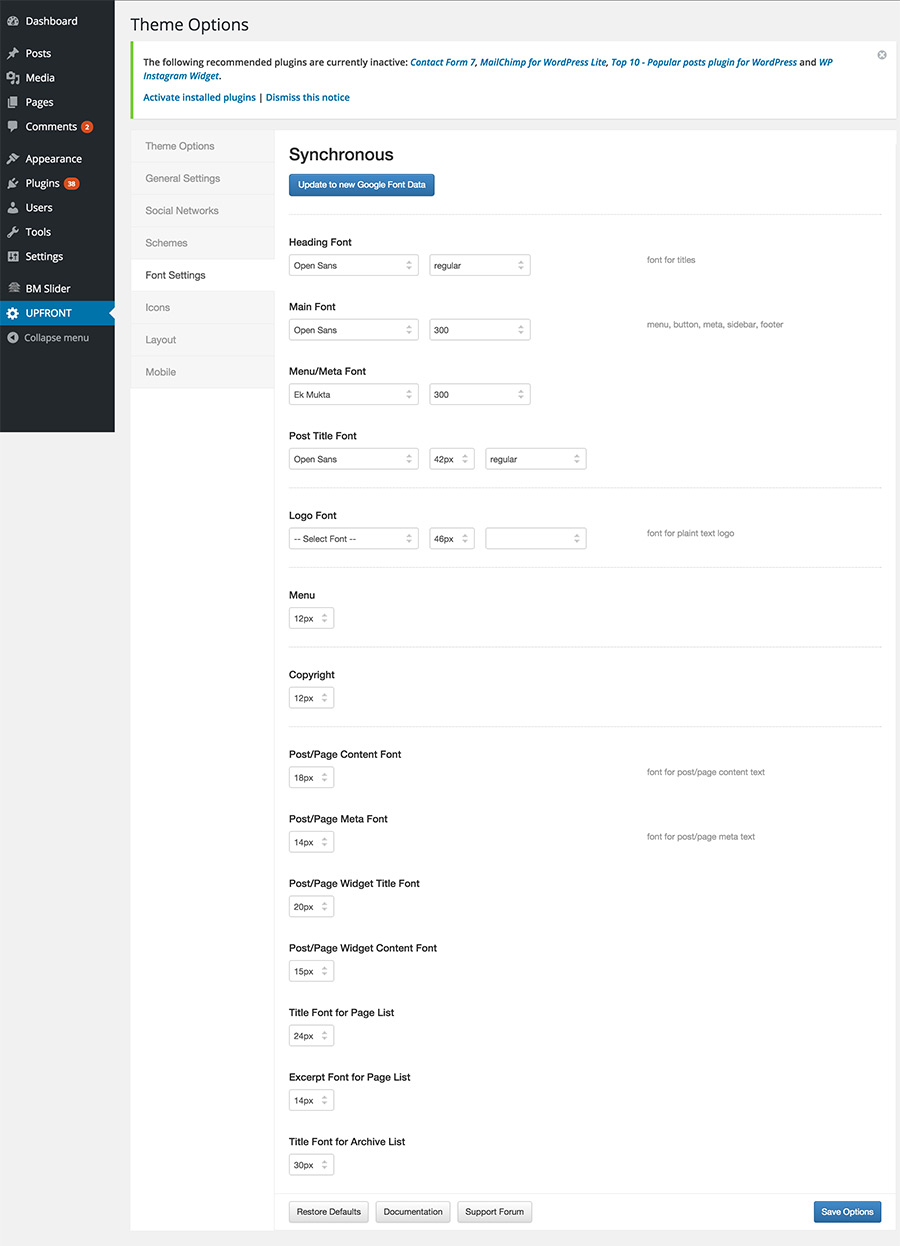 Dashboard
Posts
Media
Pages
Comments 2
Appearance
Plugins 38
Users
Tools
Settings
BM Slider
UPFRONT
Collapse menu
Theme Options
The following recommended plugins are currently inactive: Contact Form 7, MailChimp for WordPress Lite, Top 10 - Popular posts plugin for WordPress and WP
Instagram Widget.
Activate installed plugins | Dismiss this notice
Theme Options
General Settings
Social Networks
Schemes
Font Settings
Icons
Layout
Mobile
Synchronous
Update to new Google Font Data
Heading Font
Open Sans regular font for titles
Main Font
Open Sans 300 menu, button, meta, sidebar, footer
Menu/Meta Font
Ek Mukta 300
Post Title Font
Open Sans 42px regular
Logo Font
-- Select Font -- 46px font for plaint text logo
Menu
12px
Copyright
12px
Post/Page Content Font
18px font for post/page content text
Post/Page Meta Font
14px font for post/page meta text
Post/Page Widget Title Font
20px
Post/Page Widget Content Font
15px
Title Font for Page List
24px
Excerpt Font for Page List
14px
Title Font for Archive List
30px
Restore Defaults Documentation Support Forum Save Options